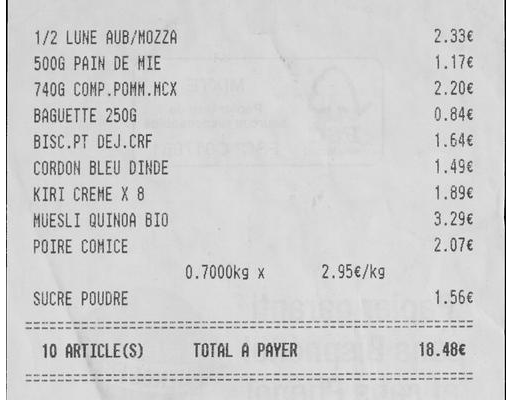 1/2 LUNE AUB/MOZZA 2.33€
500G PAIN DE MIE 1.17€
740G COMP.POMM.MCX 2.20€
BAGUETTE 250G 0.84€
BISC.PT DEJ.CRF 1.64€
CORDON BLEU DINDE 1.49€
KIRI CREME X 8 1.89€
MUESLI QUINOA BIO 3.29€
POIRE COMICE 2.07€
0.7000kg x 2.95€/kg
SUCRE POUDRE 1.56€
10 ARTICLE(S) TOTAL A PAYER 18.48€